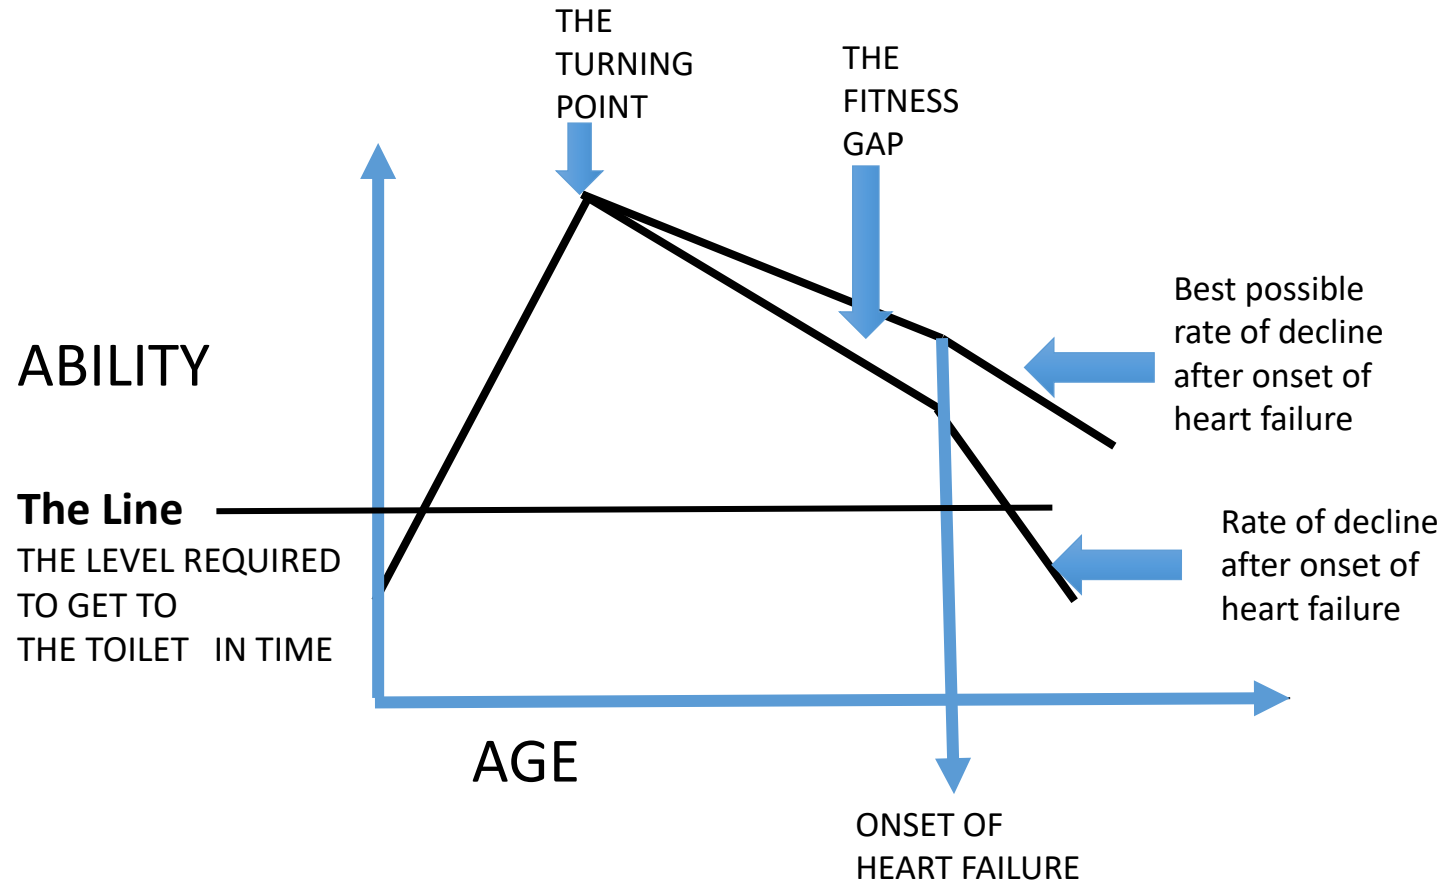 THE
TURNING
POINT
THE
FITNESS
GAP
Best possible
rate of decline
after onset of
heart failure
ABILITY
The Line
THE LEVEL REQUIRED
TO GET TO
THE TOILET IN TIME
Rate of decline
after onset of
heart failure
AGE
ONSET OF
HEART FAILURE